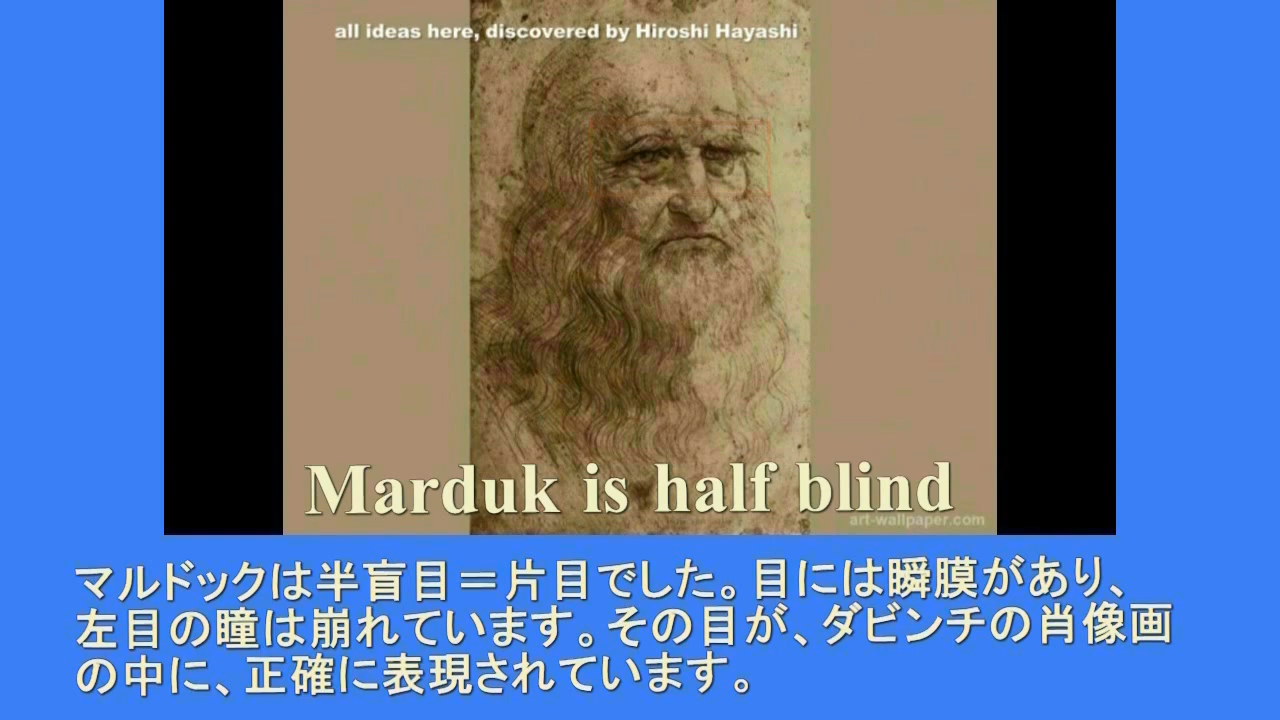 all ideas here, discovered by Hiroshi Hayashi
Marduk is half blind
art-wallpaper.com
マルドックは半盲目＝片目でした。目には瞬膜があり、
左目の瞳は崩れています。その目が、ダビンチの肖像画
の中に、正確に表現されています。